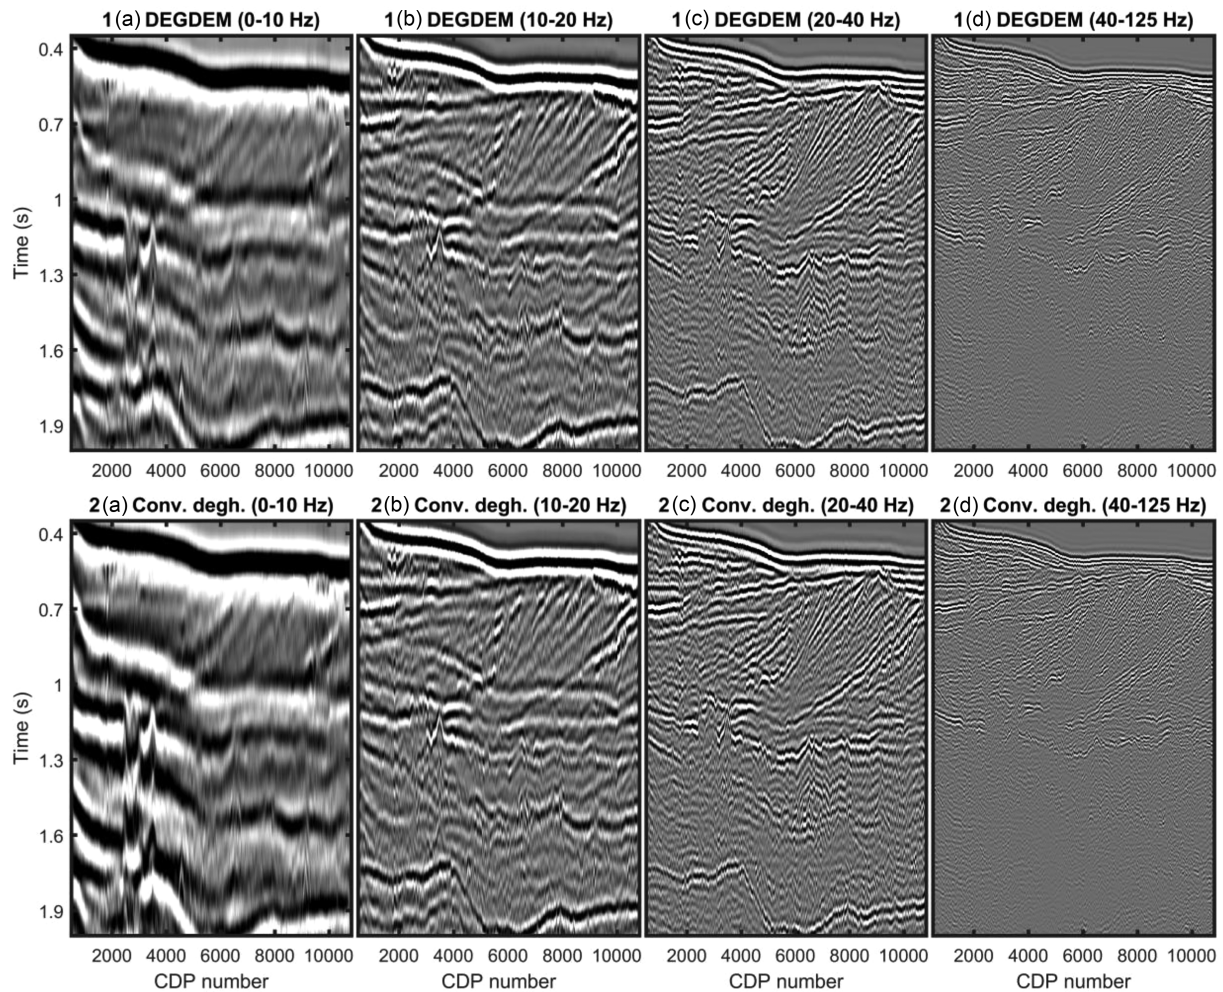 1(a) DEGDEM (0-10 Hz)
1(b) DEGDEM (10-20 Hz)
1(c) DEGDEM (20-40 Hz)
1(d) DEGDEM (40-125 Hz)
0.4
0.7
1
1.3
1.6
1.9
Time (s)
2000 4000 6000 8000 10000
2000 4000 6000 8000 10000
2000 4000 6000 8000 10000
2000 4000 6000 8000 10000
2(a) Conv. degh. (0-10 Hz)
2(b) Conv. degh. (10-20 Hz)
2(c) Conv. degh. (20-40 Hz)
2(d) Conv. degh. (40-125 Hz)
0.4
0.7
1
1.3
1.6
1.9
Time (s)
2000 4000 6000 8000 10000
2000 4000 6000 8000 10000
2000 4000 6000 8000 10000
2000 4000 6000 8000 10000
CDP number
CDP number
CDP number
CDP number